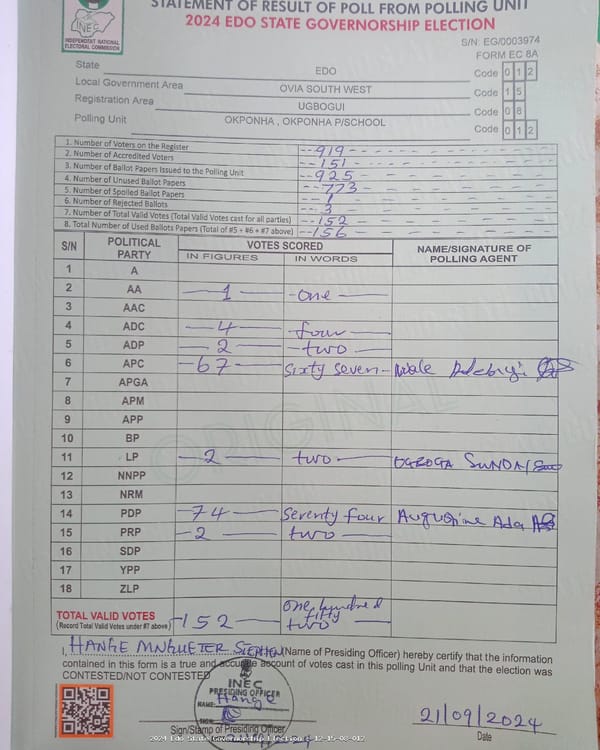 STATEMENT OF RESULT OF POLL FROM POLLING UNIT
2024 EDO STATE GOVERNORSHIP ELECTION
INEC
INDEPENDENT NATIONAL
ELECTORAL COMMISSION
S/N: EG/0003974
FORM EC 8A
State EDO Code 0 1 2
Local Government Area OVIA SOUTH WEST Code 1 5
Registration Area UGBOGUI Code 0 8
Polling Unit OKPONHA , OKPONHA P/SCHOOL Code 0 1 2
1. Number of Voters on the Register 919
2. Number of Accredited Voters 151
3. Number of Ballot Papers Issued to the Polling Unit 925
4. Number of Unused Ballot Papers 773
5. Number of Spoiled Ballot Papers 1
6. Number of Rejected Ballots 3
7. Number of Total Valid Votes (Total Valid Votes cast for all parties) 152
8. Total Number of Used Ballots Papers (Total of #5 + #6 + #7 above) 156
S/N POLITICAL PARTY VOTES SCORED NAME/SIGNATURE OF POLLING AGENT
IN FIGURES IN WORDS
1 A
2 AA 1 one
3 AAC
4 ADC 4 four
5 ADP 2 two
6 APC 67 sixty seven
7 APGA
8 APM
9 APP
10 BP
11 LP 2 two OGBOGA SUNDAY
12 NNPP
13 NRM
14 PDP 74 seventy four Augustine Ada
15 PRP 2 two
16 SDP
17 YPP
18 ZLP
ORIGINAL
TOTAL VALID VOTES 152 one hundred fifty two
(Record Total Valid Votes under #7 above)
I, HANGE STEPHEN (Name of Presiding Officer) hereby certify that the information
contained in this form is a true and accurate account of votes cast in this polling Unit and that the election was
CONTESTED/NOT CONTESTED
INEC
PRESIDING OFFICER
Hange
SIGN
21/09/2024
Sign/Stamp of Presiding Officer Date
2024 Edo State Governorship Election - 12-15-08-012